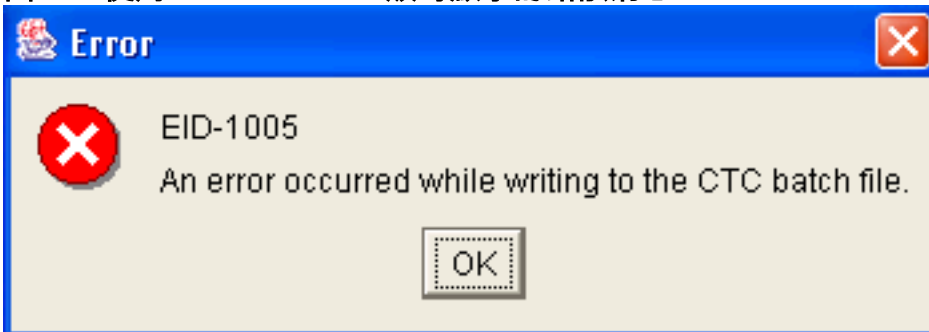 Error
EID-1005
An error occurred while writing to the CTC batch file.
OK